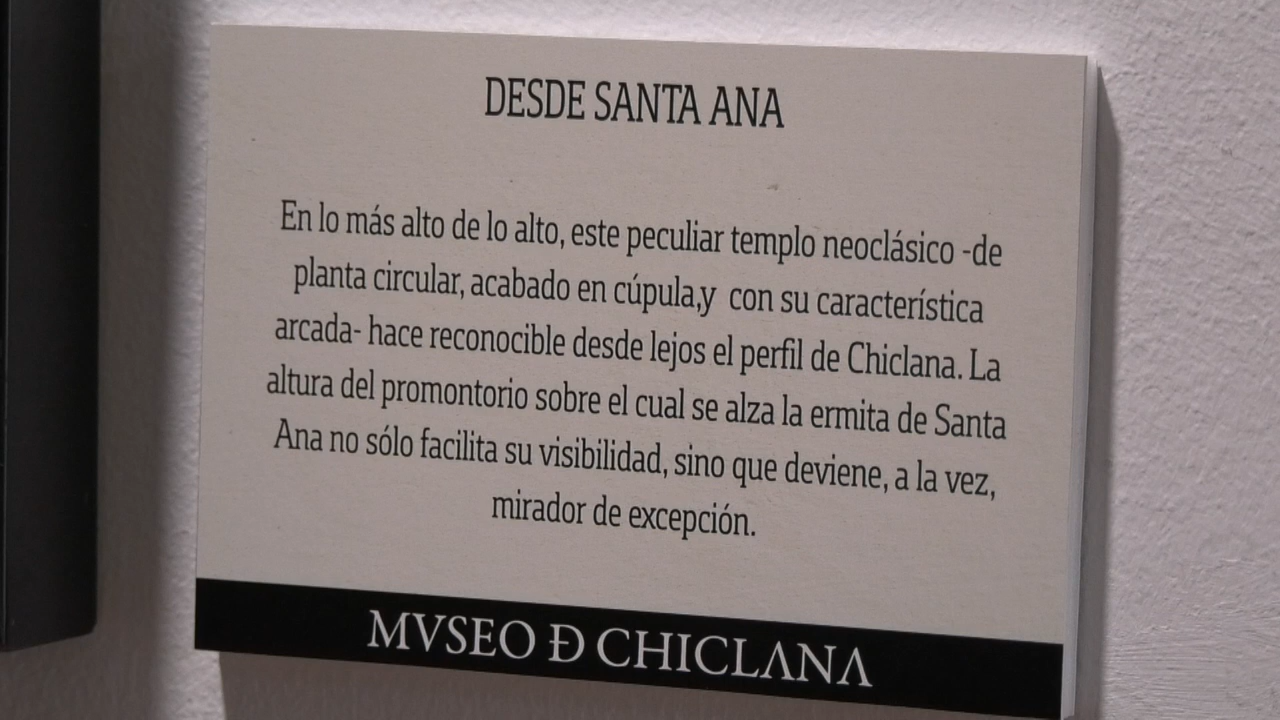 DESDE SANTA ANA
En lo más alto de lo alto, este peculiar templo neoclásico -de
planta circular, acabado en cúpula,y con su característica
arcada- hace reconocible desde lejos el perfil de Chiclana. La
altura del promontorio sobre el cual se alza la ermita de Santa
Ana no sólo facilita su visibilidad, sino que deviene, a la vez,
mirador de excepción.
MVSEO Đ CHICLANA